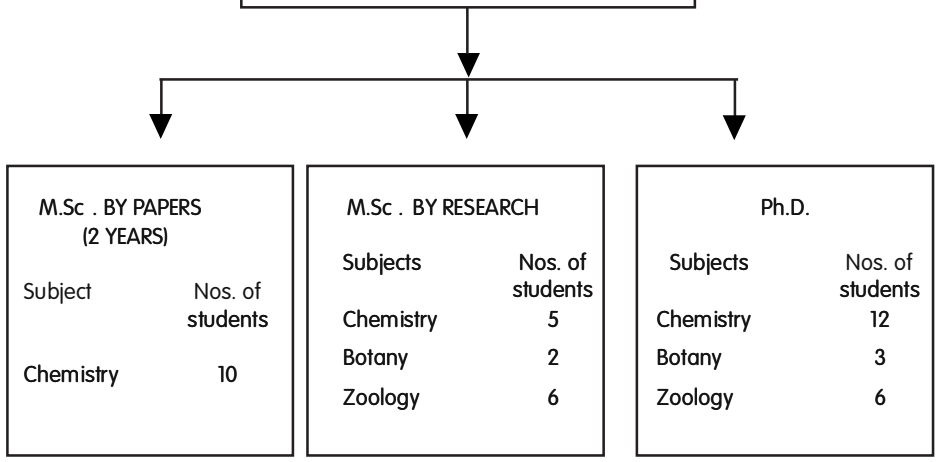 M.Sc . BY PAPERS
(2 YEARS)
Subject Nos. of
students
Chemistry 10
M.Sc . BY RESEARCH
Subjects Nos. of
students
Chemistry 5
Botany 2
Zoology 6
Ph.D.
Subjects Nos. of
students
Chemistry 12
Botany 3
Zoology 6